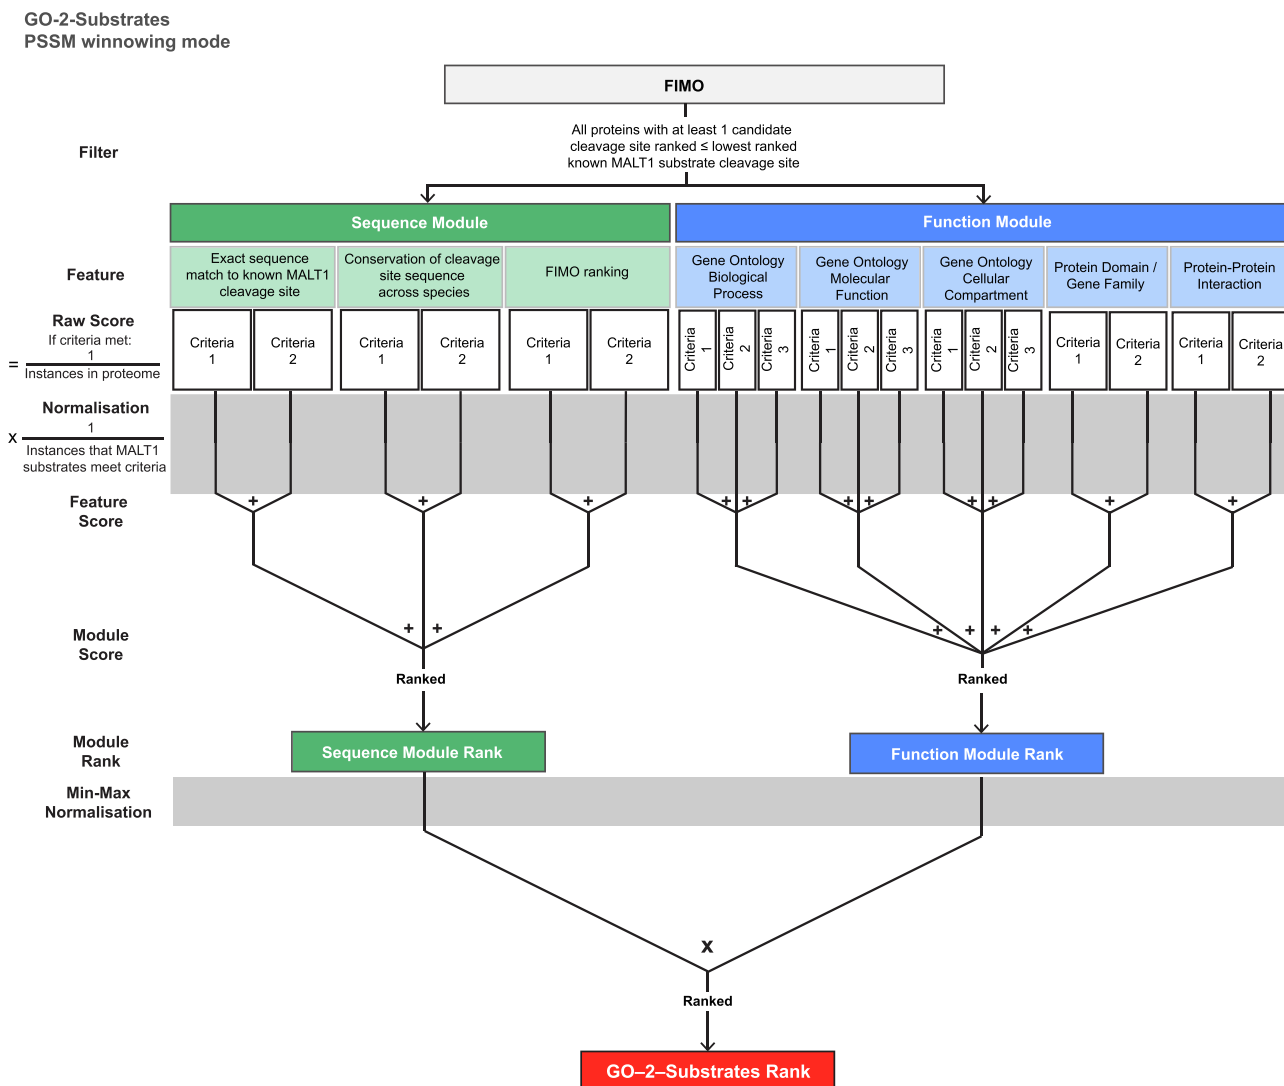 GO-2-Substrates
PSSM winnowing mode
FIMO
Filter
All proteins with at least 1 candidate
cleavage site ranked ≤ lowest ranked
known MALT1 substrate cleavage site
Sequence Module
Function Module
Feature
Exact sequence
match to known MALT1
cleavage site
Conservation of cleavage
site sequence
across species
FIMO ranking
Gene Ontology
Biological
Process
Gene Ontology
Molecular
Function
Gene Ontology
Cellular
Compartment
Protein Domain /
Gene Family
Protein-Protein
Interaction
Raw Score
If criteria met:
= 1
Instances in proteome
Criteria
1
Criteria
2
Criteria
1
Criteria
2
Criteria
1
Criteria
2
Criteria
1
Criteria
2
Criteria
3
Criteria
1
Criteria
2
Criteria
3
Criteria
1
Criteria
2
Criteria
3
Criteria
1
Criteria
2
Criteria
1
Criteria
2
Normalisation
x 1
Instances that MALT1
substrates meet criteria
Feature
Score
+ + + + + + + + + + +
Module
Score
+ + + + + +
Ranked
Ranked
Module
Rank
Sequence Module Rank
Function Module Rank
Min-Max
Normalisation
x
Ranked
GO–2–Substrates Rank